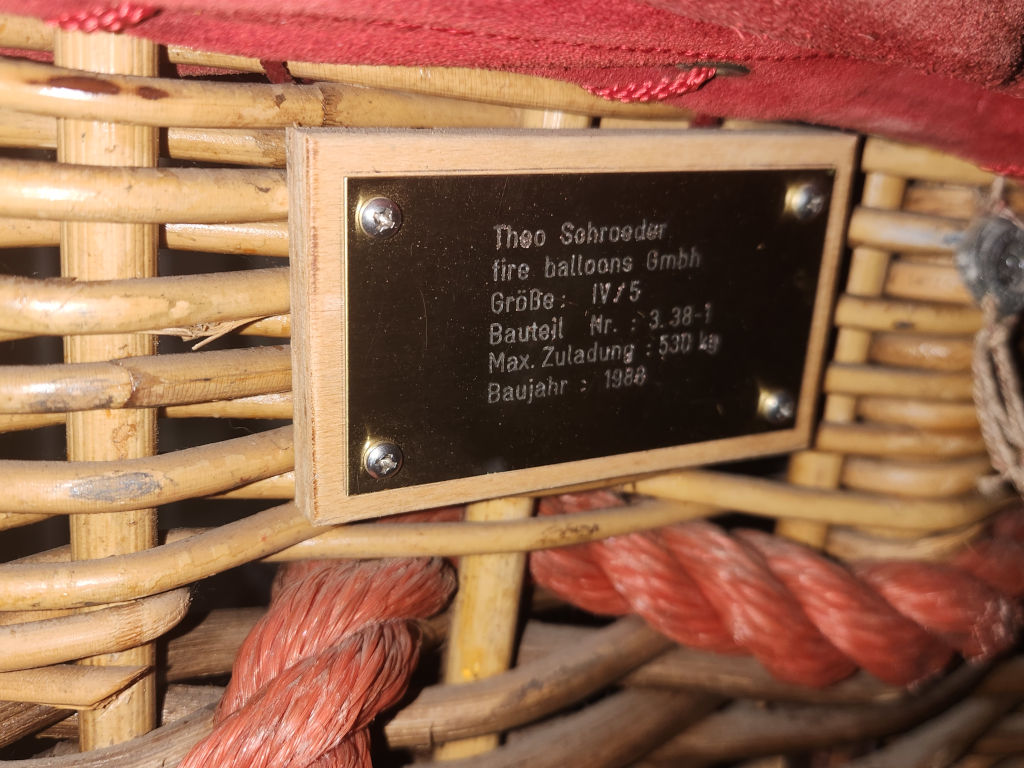 Theo Schroeder
fire balloons Gmbh
Größe: IV/5
Bauteil Nr. : 3.38-1
Max. Zuladung : 530 kg
Baujahr : 1988